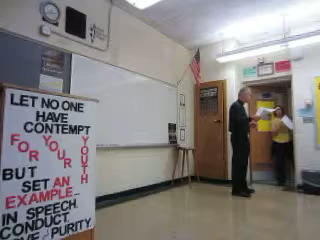 LET NO ONE
HAVE
CONTEMPT
FOR YOUR YOUTH
BUT
SET AN
EXAMPLE...
IN SPEECH.
CONDUCT.
PURITY